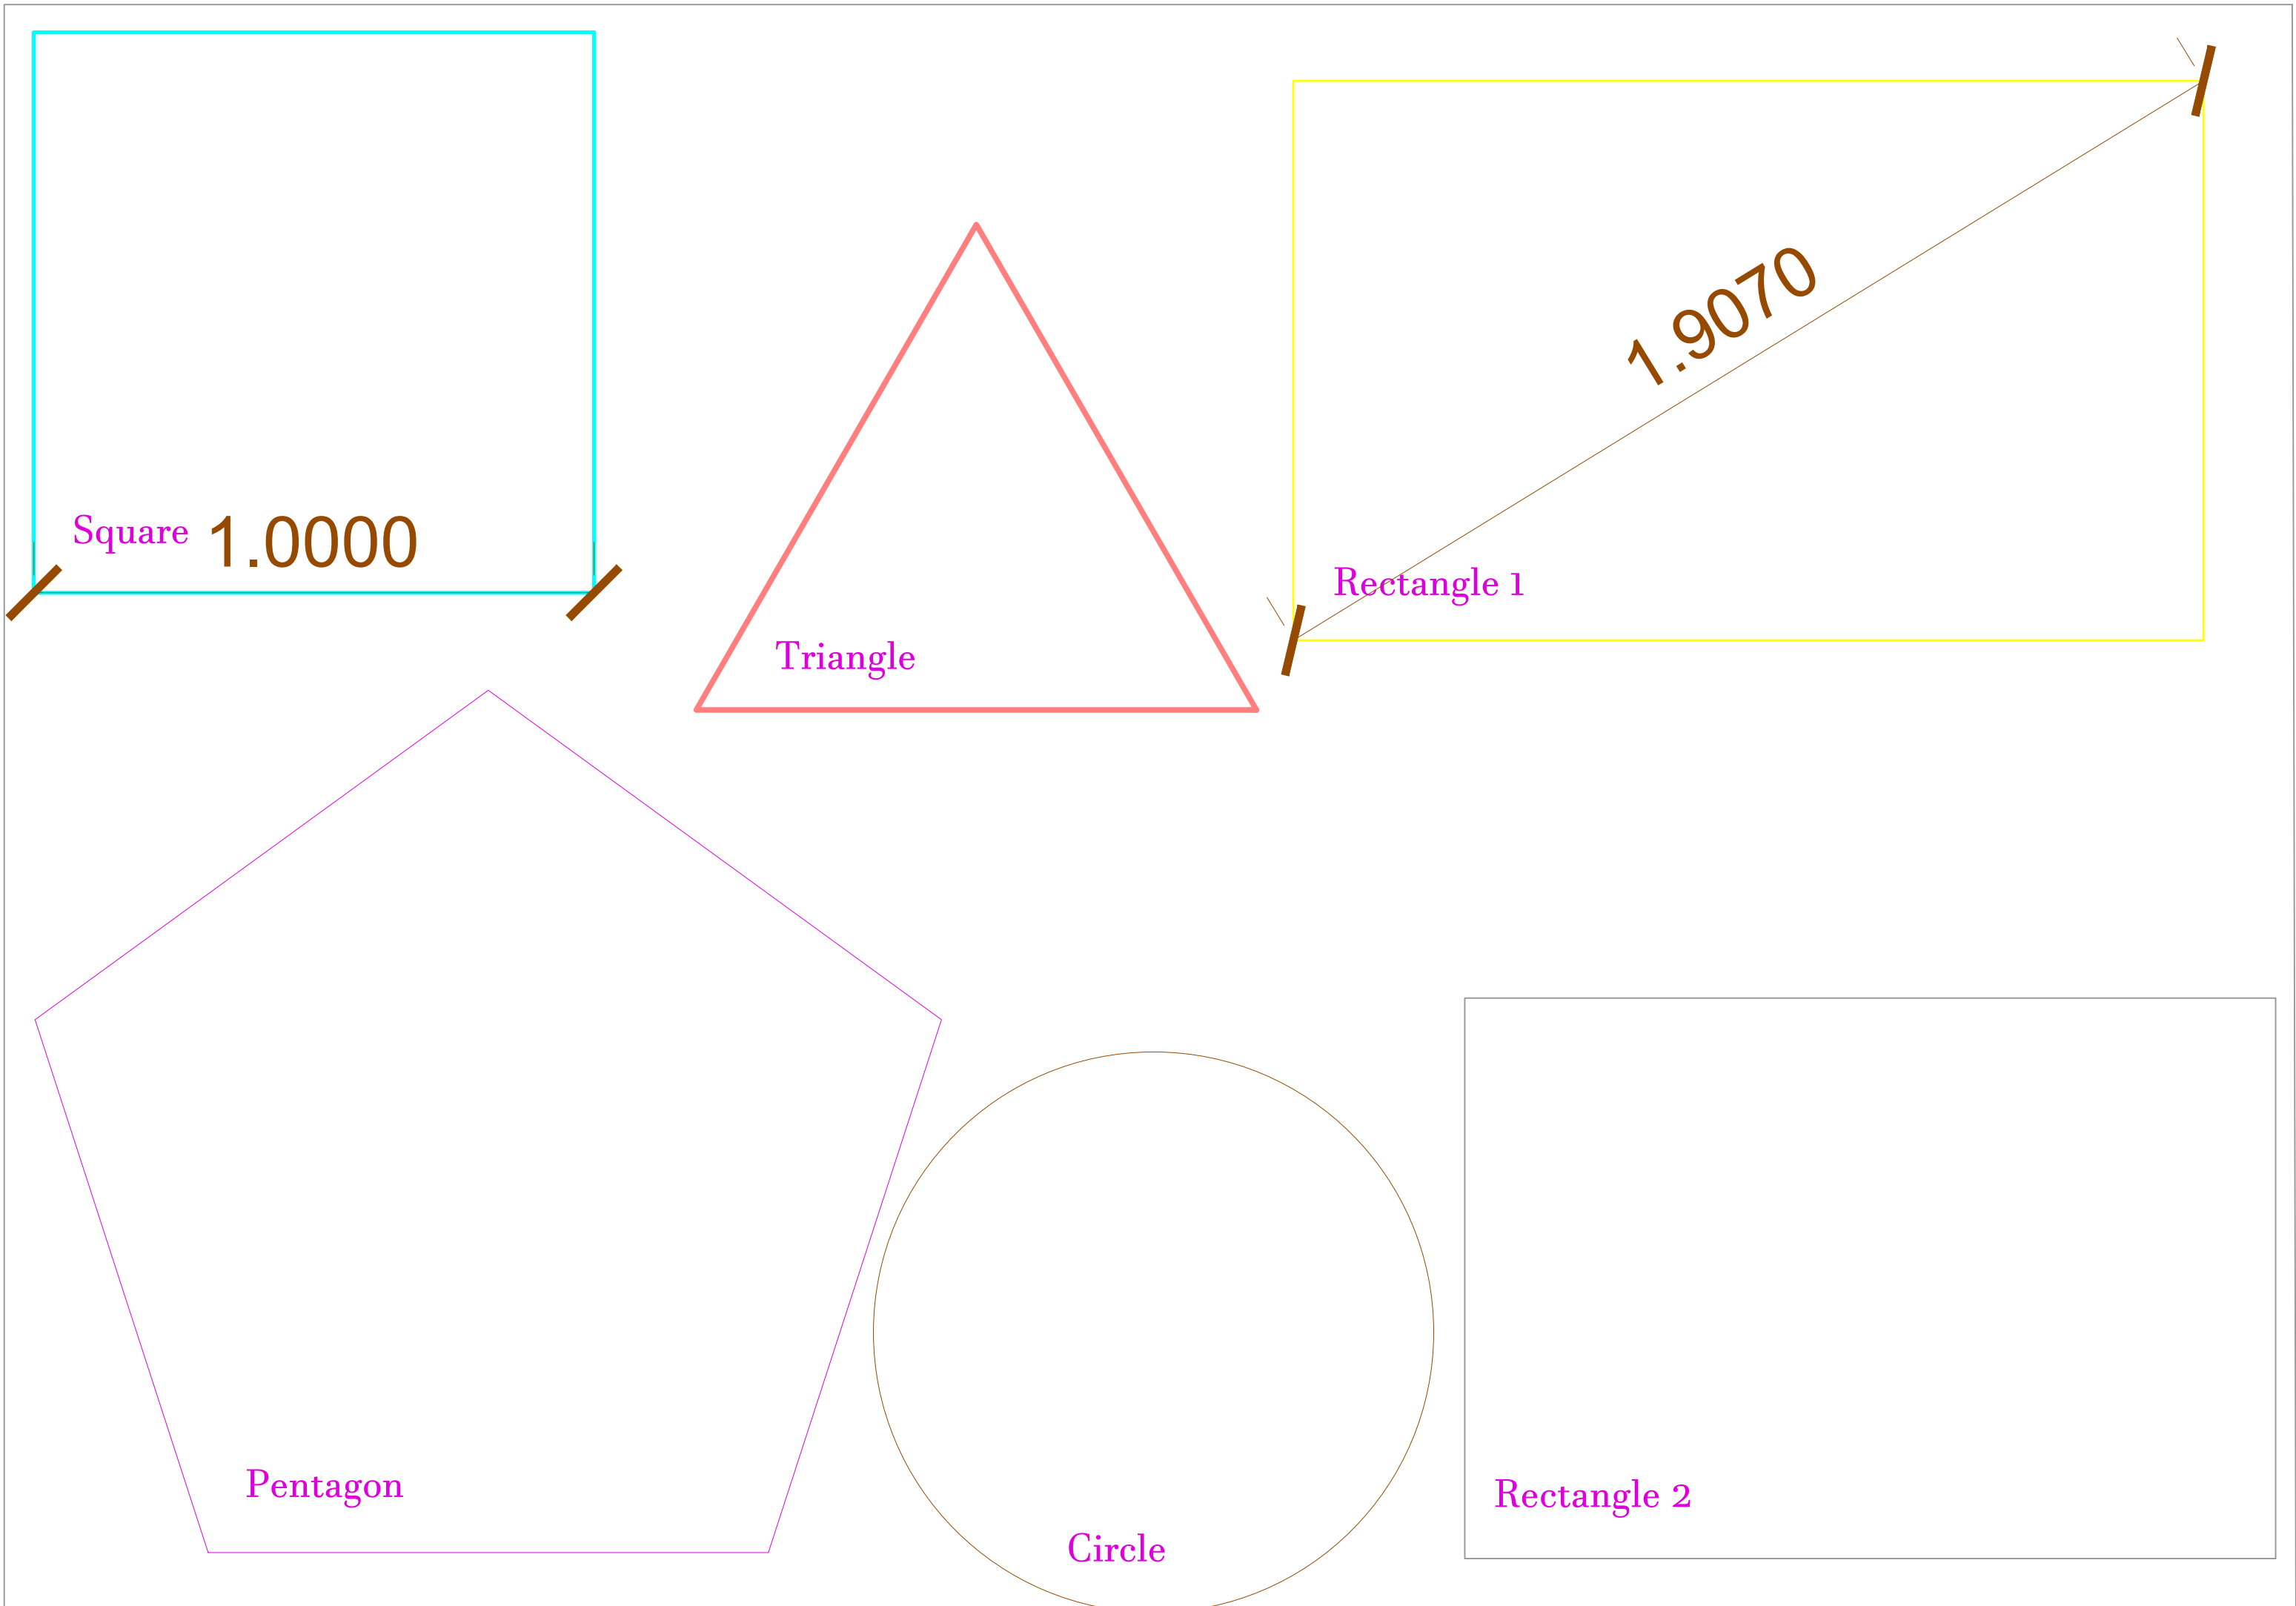 1.9070
Square 1.0000
Rectangle 1
Triangle
Pentagon
Rectangle 2
Circle